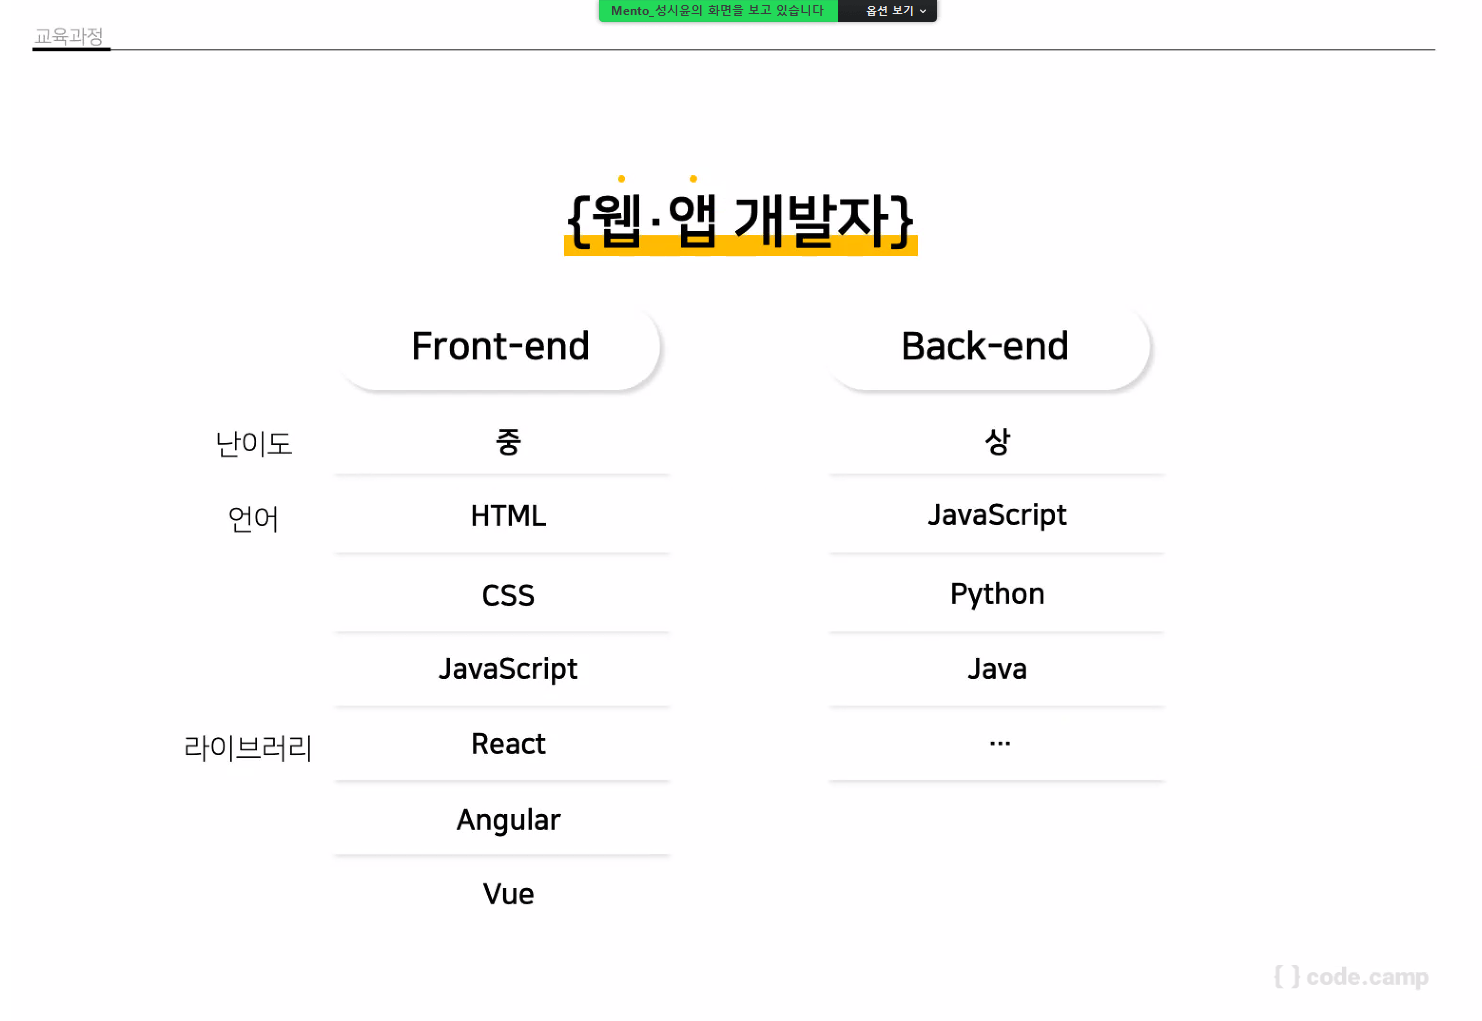 Mento_성시윤의 화면을 보고 있습니다 옵션 보기
교육과정
{웹·앱 개발자}
Front-end Back-end
난이도 중 상
언어 HTML JavaScript
CSS Python
JavaScript Java
라이브러리 React ···
Angular
Vue
{ } code.camp